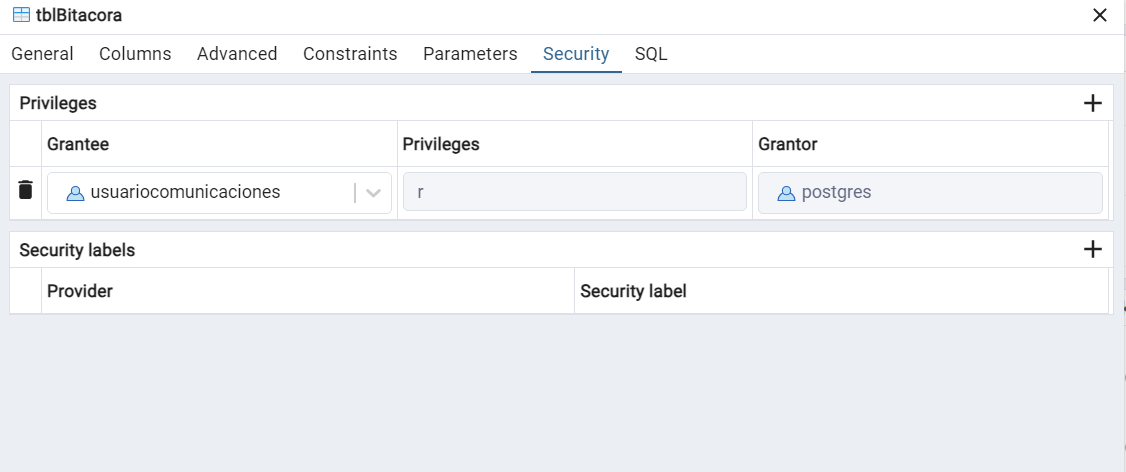 tblBitacora
General Columns Advanced Constraints Parameters Security SQL
Privileges
Grantee Privileges Grantor
usuariocomunicaciones r postgres
Security labels
Provider Security label